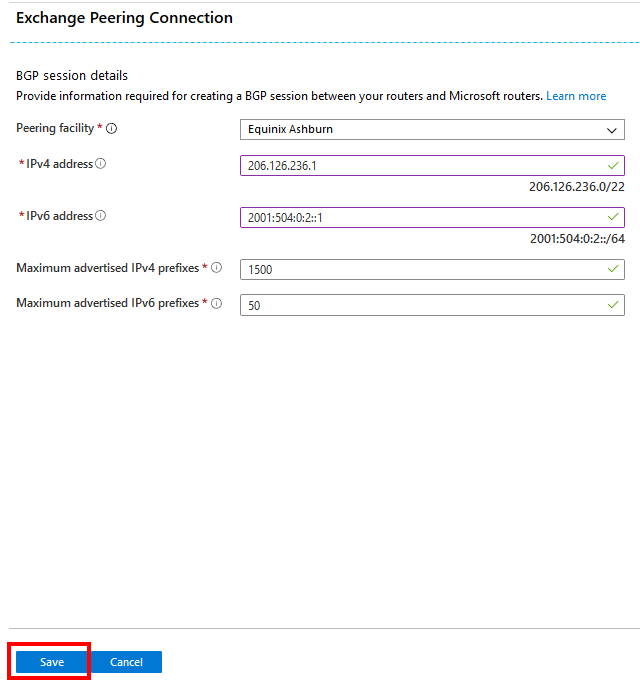 Exchange Peering Connection
BGP session details
Provide information required for creating a BGP session between your routers and Microsoft routers. Learn more
Peering facility * Equinix Ashburn
* IPv4 address 206.126.236.1
206.126.236.0/22
* IPv6 address 2001:504:0:2::1
2001:504:0:2::/64
Maximum advertised IPv4 prefixes * 1500
Maximum advertised IPv6 prefixes * 50
Save Cancel